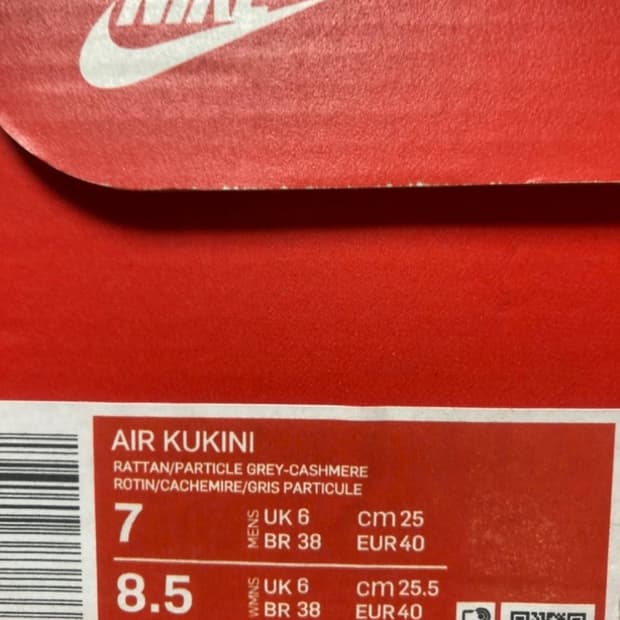 NIKE
AIR KUKINI
RATTAN/PARTICLE GREY-CASHMERE
ROTIN/CACHEMIRE/GRIS PARTICULE
7 MENS UK 6 cm 25
BR 38 EUR 40
8.5 WMNS UK 6 cm 25.5
BR 38 EUR 40